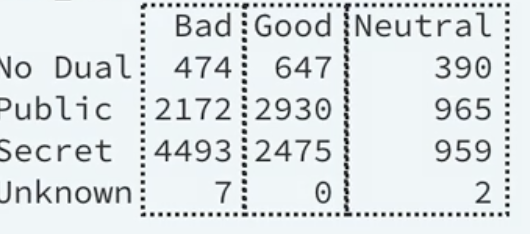 Bad Good Neutral
No Dual 474 647 390
Public 2172 2930 965
Secret 4493 2475 959
Unknown 7 0 2